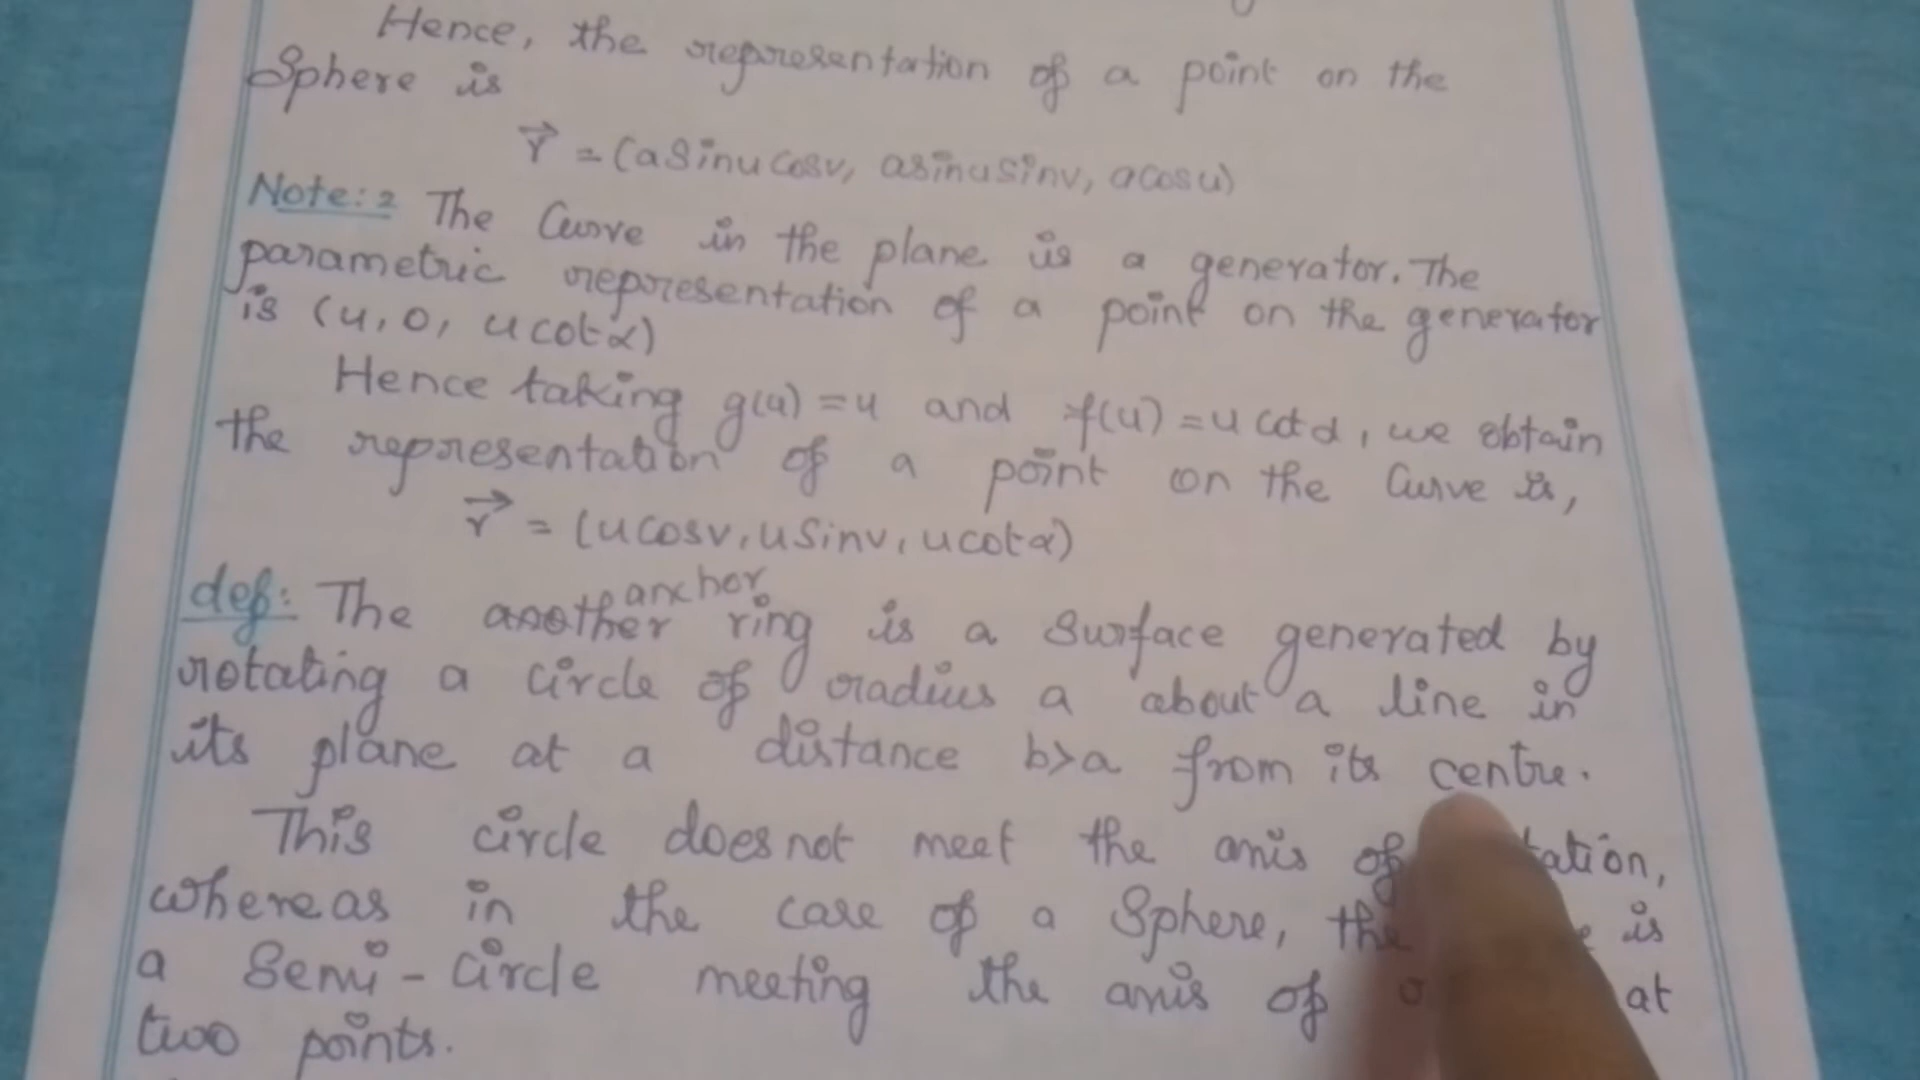 Hence, the representation of a point on the
Sphere is
r⃗ = (a sinu cosv, a sinu sinv, a cosu)
Note:2 The Curve in the plane is a generator. The
parametric representation of a point on the generator
is (u, 0, u cot α)
Hence taking g(u) = u and f(u) = u cot α, we obtain
the representation of a point on the Curve is,
r⃗ = (u cosv, u sinv, u cot α)
anchor
def: The another ring is a surface generated by
rotating a circle of radius a about a line in
its plane at a distance b>a from its centre.
This circle does not meet the axis of
whereas in the case of a Sphere, is
a Semi-circle meeting the axis of at
two points.